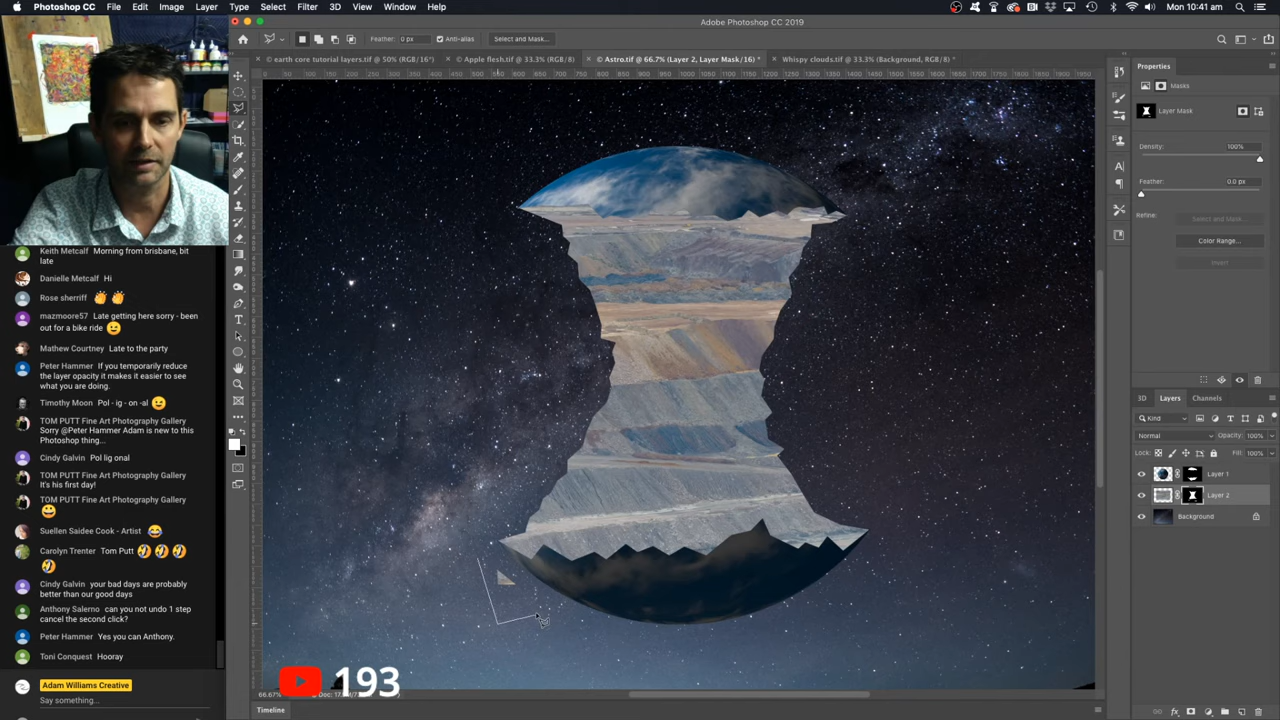 Photoshop CC File Edit Image Layer Type Select Filter 3D View Window Help
Fri 10:41 am
Adobe Photoshop CC 2019
Feather: 0 px Anti-alias Select and Mask...
earth core tutorial layers.tif @ 50% (RGB/16*) Apple flesh.tif @ 33.3% (RGB/8) Astro.tif @ 66.7% (Layer 2, Layer Mask/16) * Whispy clouds.tif @ 33.3% (Background, RGB/8) *
Keith Metcalf Morning from brisbane, bit
late
Danielle Metcalf Hi
Rose sherriff 👏 👏
mazmoore57 Late getting here sorry - been
out for a bike ride 😉
Mathew Courtney Late to the party
Peter Hammer If you temporarily reduce
the layer opacity it makes it easier to see
what you are doing.
Timothy Moon Pol - ig - on -al 😉
TOM PUTT Fine Art Photography Gallery
Sorry @Peter Hammer Adam is new to this
Photoshop thing...
Cindy Galvin Pol lig onal
TOM PUTT Fine Art Photography Gallery
It's his first day!
TOM PUTT Fine Art Photography Gallery
😀
Suellen Saidee Cook - Artist 😂
Carolyn Trenter Tom Putt 🤣 🤣 🤣
🤣
Cindy Galvin your bad days are probably
better than our good days
Anthony Salerno can you not undo 1 step
cancel the second click?
Peter Hammer Yes you can Anthony.
Toni Conquest Hooray
Adam Williams Creative
Say something...
193
66.67%
Timeline
Properties
Masks
Layer Mask
Density: 100%
Feather: 0.0 px
Refine: Select and Mask...
Color Range...
Invert
3D Layers Channels
Kind
Normal Opacity: 100%
Lock: Fill: 100%
Layer 1
Layer 2
Background